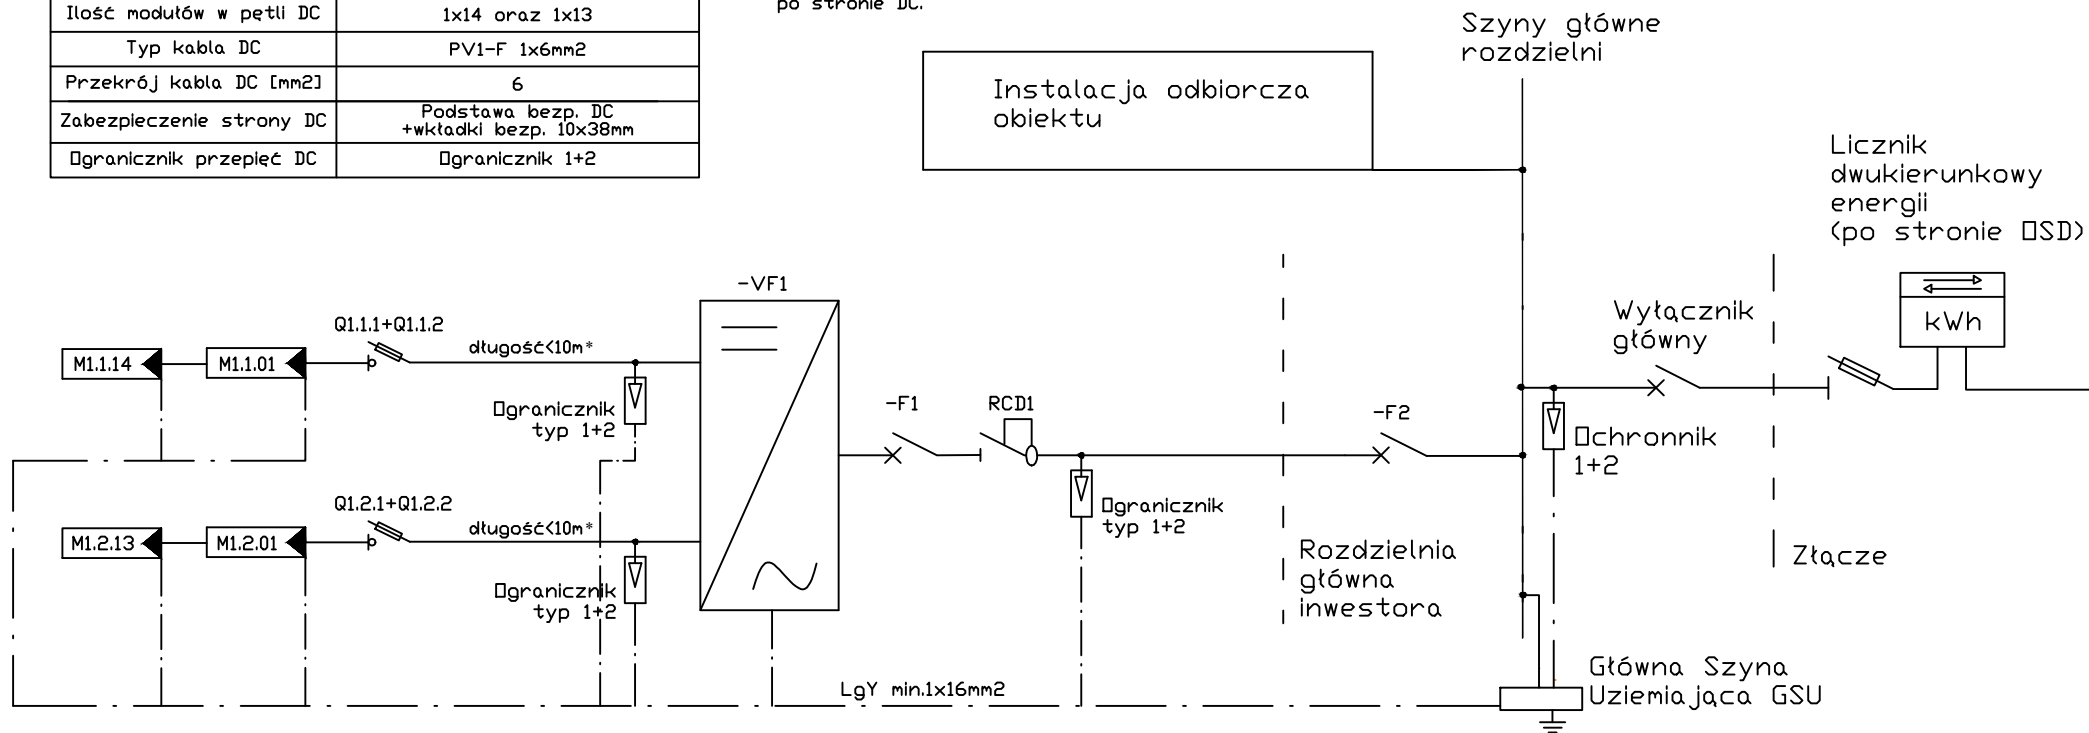 Ilość modułów w pętli DC
1x14 oraz 1x13
Typ kabla DC
PV1-F 1x6mm2
Przekrój kabla DC [mm2]
6
Zabezpieczenie strony DC
Podstawa bezp. DC
+wkładki bezp. 10x38mm
Ogranicznik przepięć DC
Ogranicznik 1+2
po stronie DC.
Instalacja odbiorcza
obiektu
Szyny główne
rozdzielni
Licznik
dwukierunkowy
energii
(po stronie OSD)
kWh
Wyłącznik
główny
-VF1
Q1.1.1+Q1.1.2
długość<10m*
M1.1.14
M1.1.01
Ogranicznik
typ 1+2
-F1
RCD1
-F2
Ochronnik
1+2
Q1.2.1+Q1.2.2
długość<10m*
M1.2.13
M1.2.01
Ogranicznik
typ 1+2
Ogranicznik
typ 1+2
Rozdzielnia
główna
inwestora
Złącze
LgY min.1x16mm2
Główna Szyna
Uziemiająca GSU